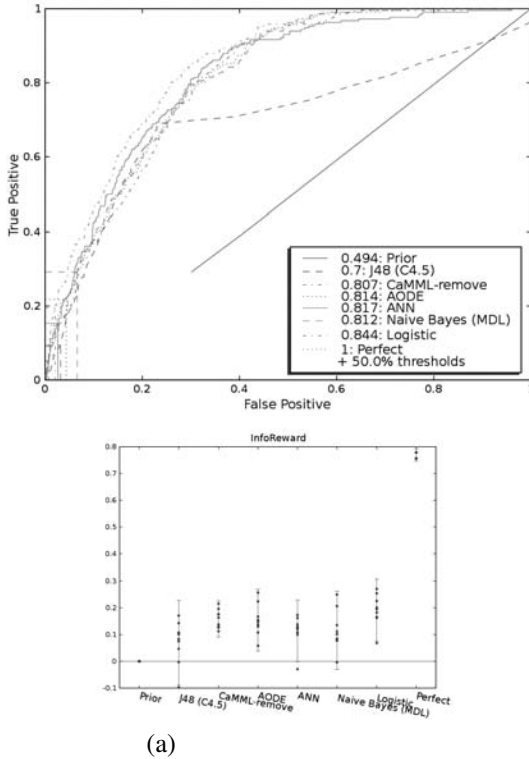 1
0.8
0.6
0.4
0.2
0
True Positive
0.494: Prior
0.7: J48 (C4.5)
0.807: CaMML-remove
0.814: AODE
0.817: ANN
0.812: Naive Bayes (MDL)
0.844: Logistic
1: Perfect
+ 50.0% thresholds
0 0.2 0.4 0.6 0.8
False Positive
InfoReward
0.8
0.7
0.6
0.5
0.4
0.3
0.2
0.1
0
-0.1
Prior
J48 (C4.5)
CaMML-remove
AODE
ANN
Naive Bayes (MDL)
Logistic
Perfect
(a)